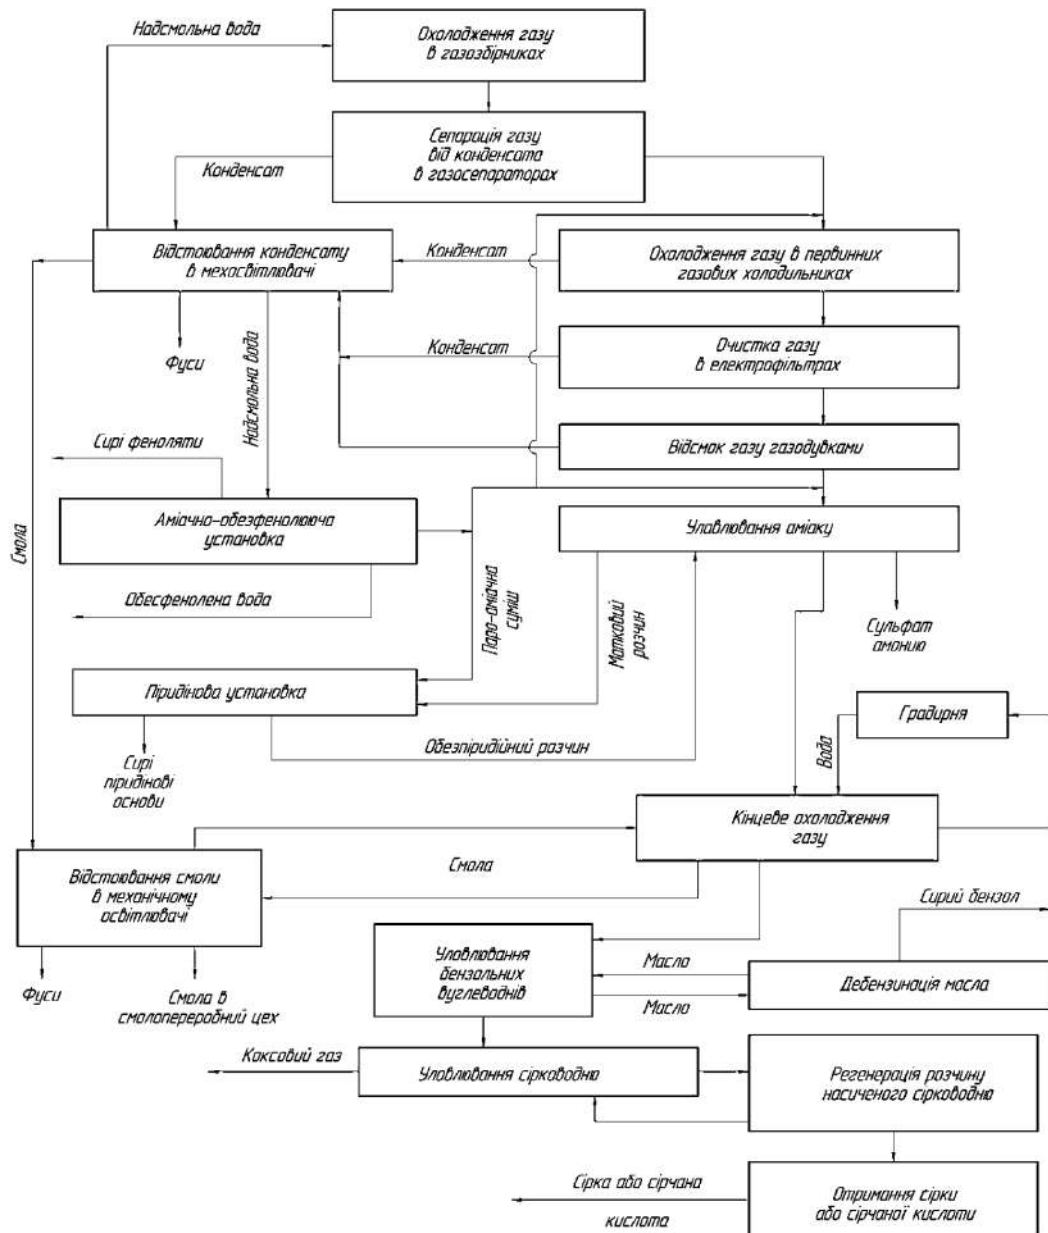 Надсмольна вода
Охолодження газу
в газозбірниках
Сепарація газу
від конденсата
в газосепараторах
Конденсат
Відстоювання конденсату
в мехосвітлювачі
Конденсат
Охолодження газу в первинних
газових холодильниках
Фуси
Надсмольна вода
Конденсат
Очистка газу
в електрофільтрах
Сирі феноляти
Відсмок газу газодувками
Смола
Аміачно-обезфенолююча
установка
Улавлювання аміаку
Обесфенолена вода
Паро-аміачна
суміш
Матковий
розчин
Сульфат
амонию
Піридінова установка
Градирня
Обезпіридійний разчин
Вода
Сирі
піридінові
основи
Кінцеве охолодження
газу
Смола
Відстоювання смоли
в механічному
освітлювачі
Сирий бензол
Уловлювання
бензольних
вуглеводнів
Масло
Масло
Дебензинація масла
Фуси
Смола в
смолопереробний цех
Коксовий газ
Уловлювання сірководню
Регенерація розчину
насиченого сірководню
Сірка або сірчана
кислота
Отримання сірки
або сірчаної кислоти